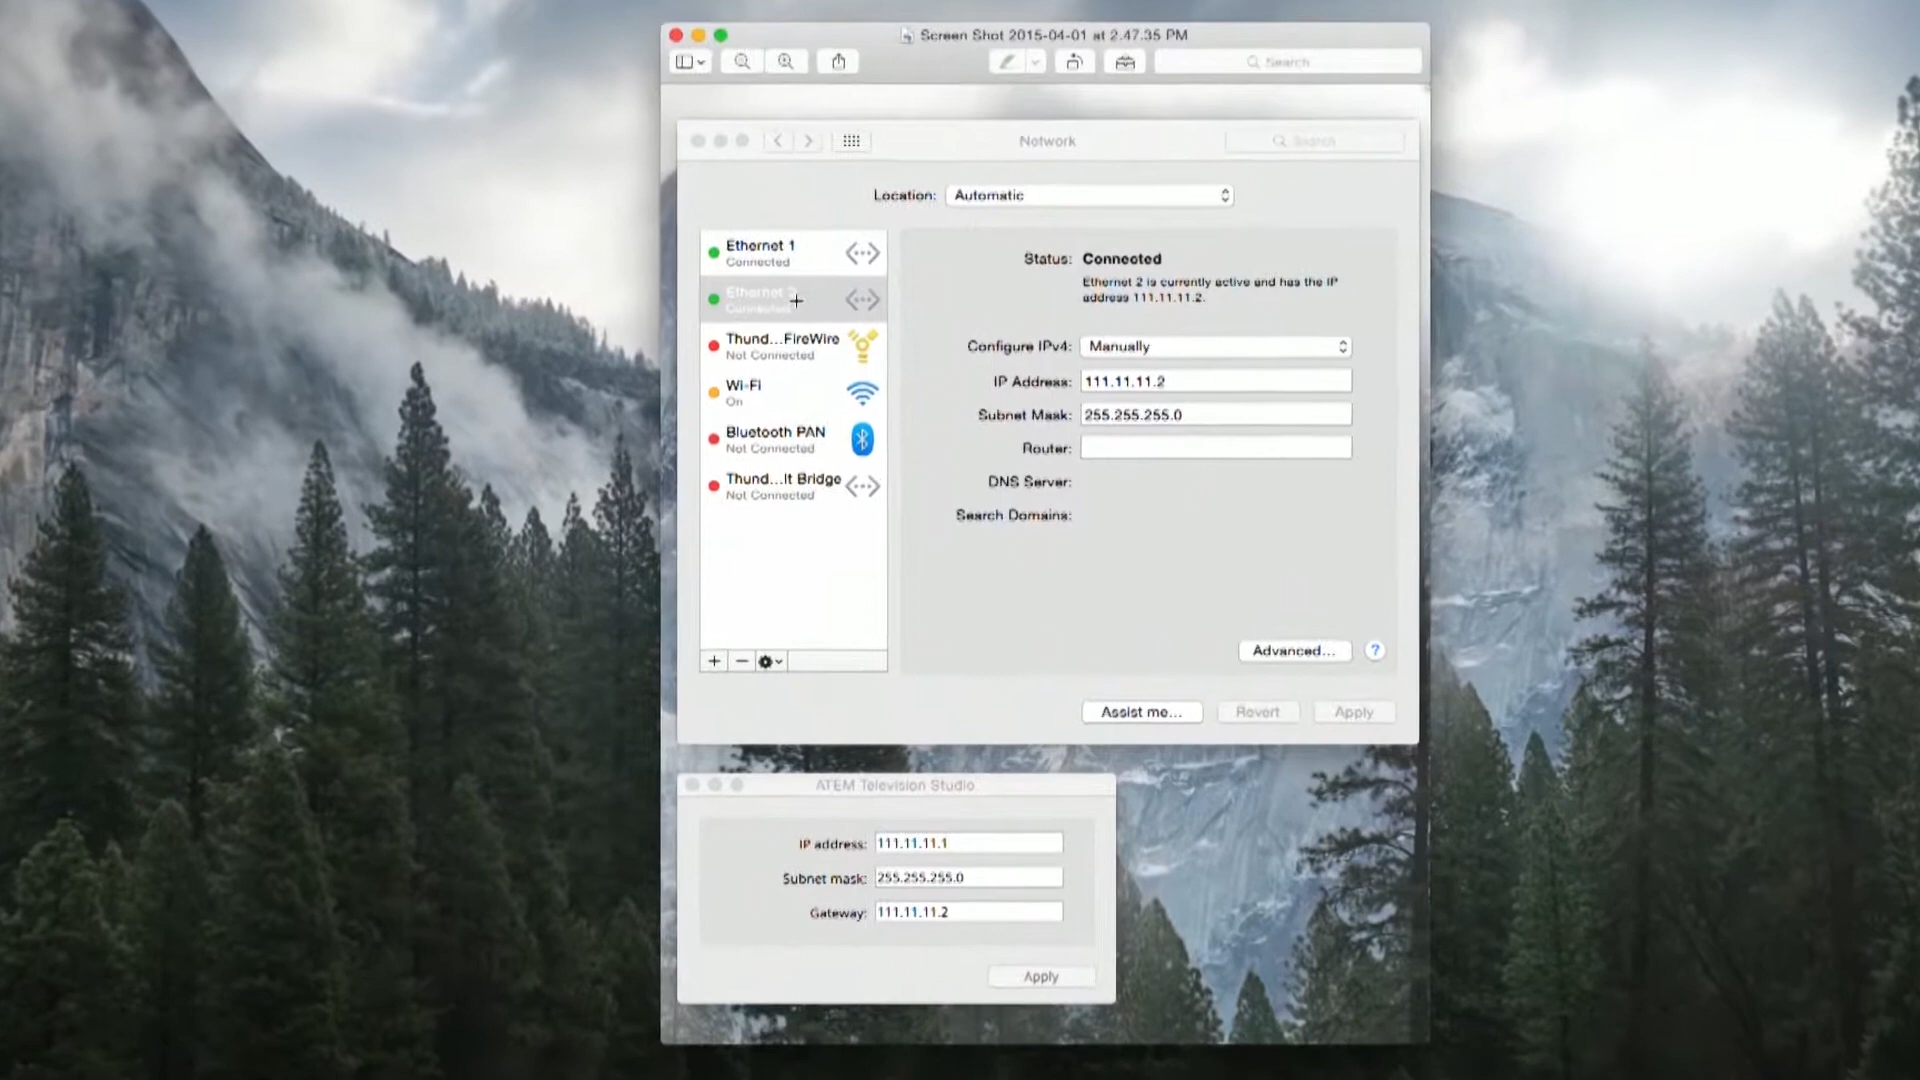 Screen Shot 2015-04-01 at 2.47.35 PM
Search
Network
Search
Location: Automatic
Ethernet 1
Connected
Ethernet
Connected
Thund...FireWire
Not Connected
Wi-Fi
On
Bluetooth PAN
Not Connected
Thund...lt Bridge
Not Connected
Status: Connected
Ethernet 2 is currently active and has the IP
address 111.11.11.2.
Configure IPv4: Manually
IP Address: 111.11.11.2
Subnet Mask: 255.255.255.0
Router:
DNS Server:
Search Domains:
Advanced...
?
Assist me...
Revert
Apply
ATEM Television Studio
IP address: 111.11.11.1
Subnet mask: 255.255.255.0
Gateway: 111.11.11.2
Apply